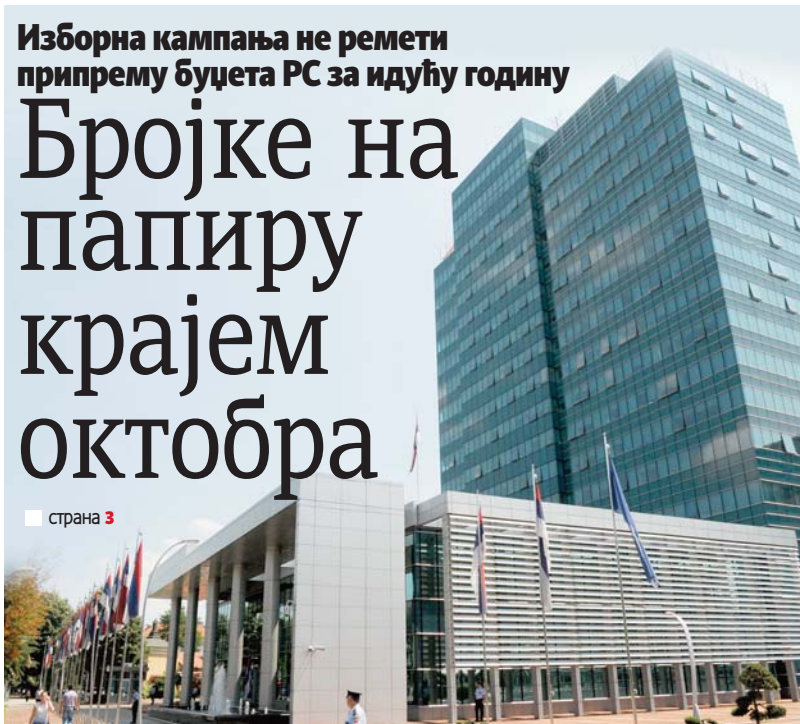 Изборна кампања не ремети
припрему буџета РС за идућу годину
Бројке на
папиру
крајем
октобра
страна 3